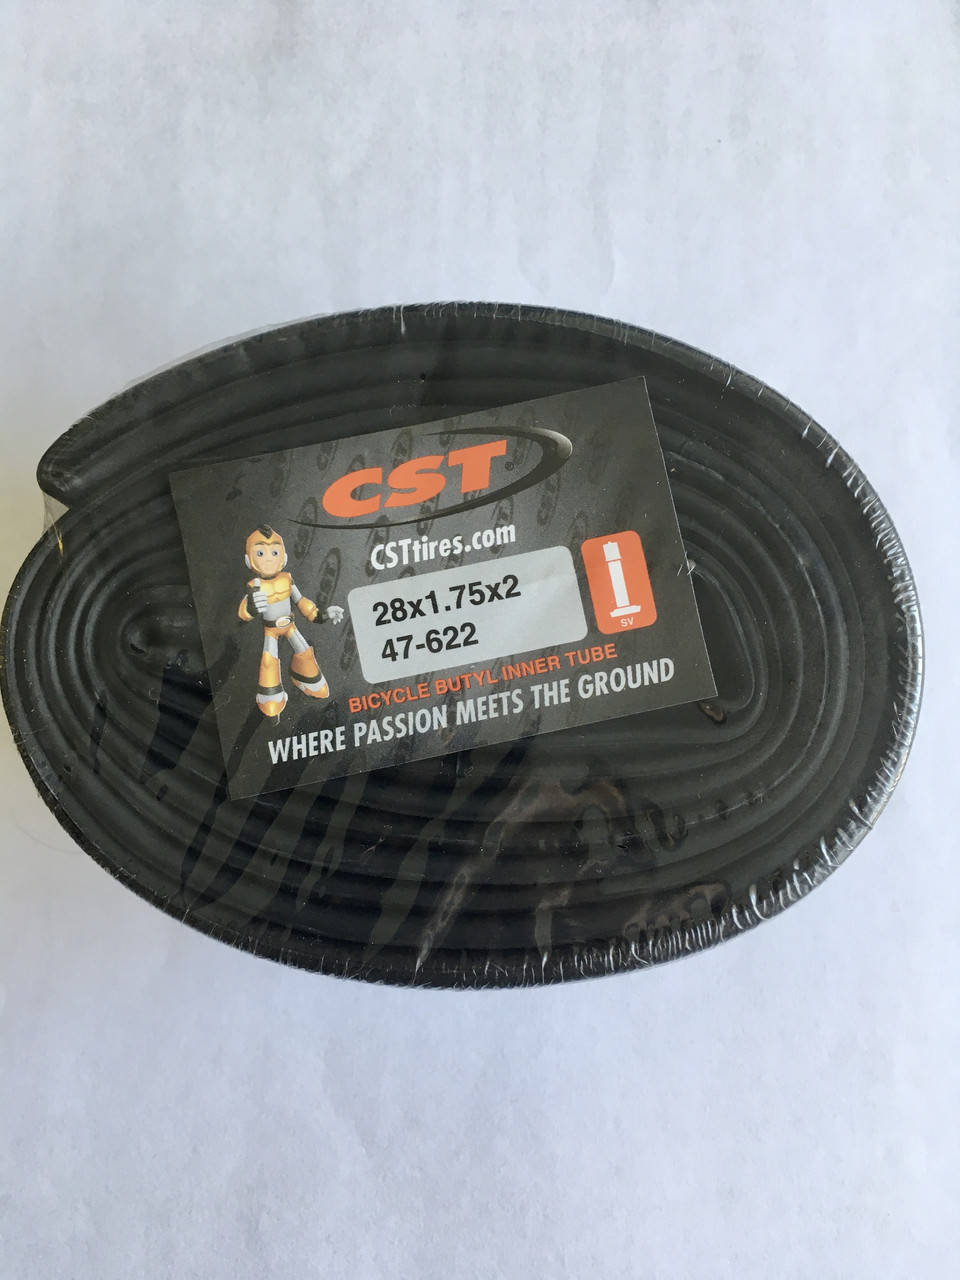 CST®
CSTtires.com
28x1.75x2
47-622
SV
BICYCLE BUTYL INNER TUBE
WHERE PASSION MEETS THE GROUND